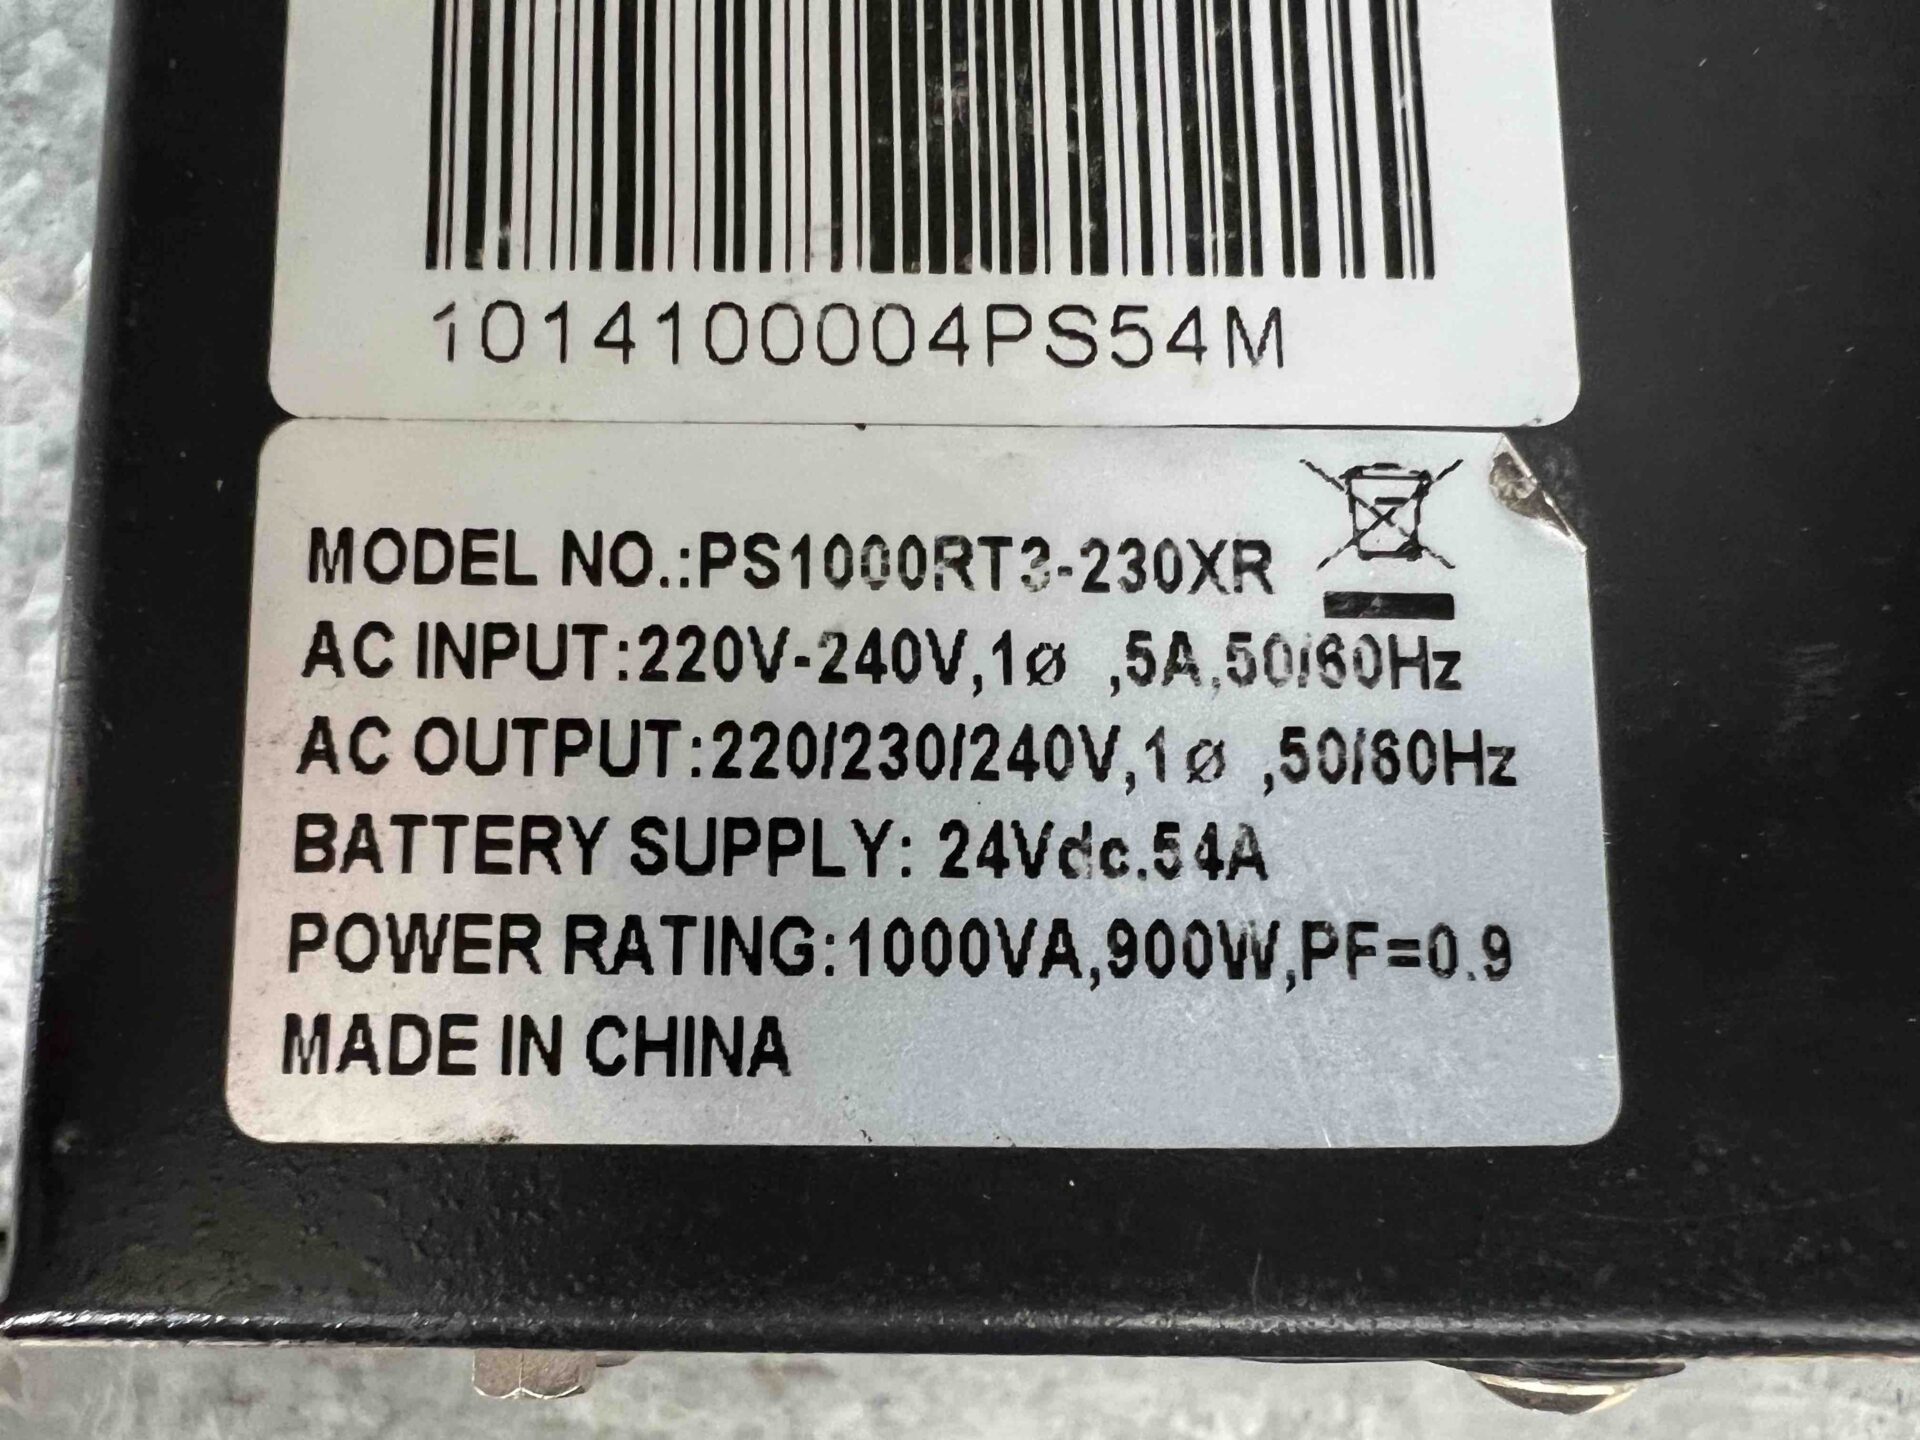 1014100004PS54M
MODEL NO.:PS1000RT3-230XR
AC INPUT:220V-240V,1ø ,5A,50/60Hz
AC OUTPUT:220/230/240V,1ø ,50/60Hz
BATTERY SUPPLY: 24Vdc.54A
POWER RATING:1000VA,900W,PF=0.9
MADE IN CHINA